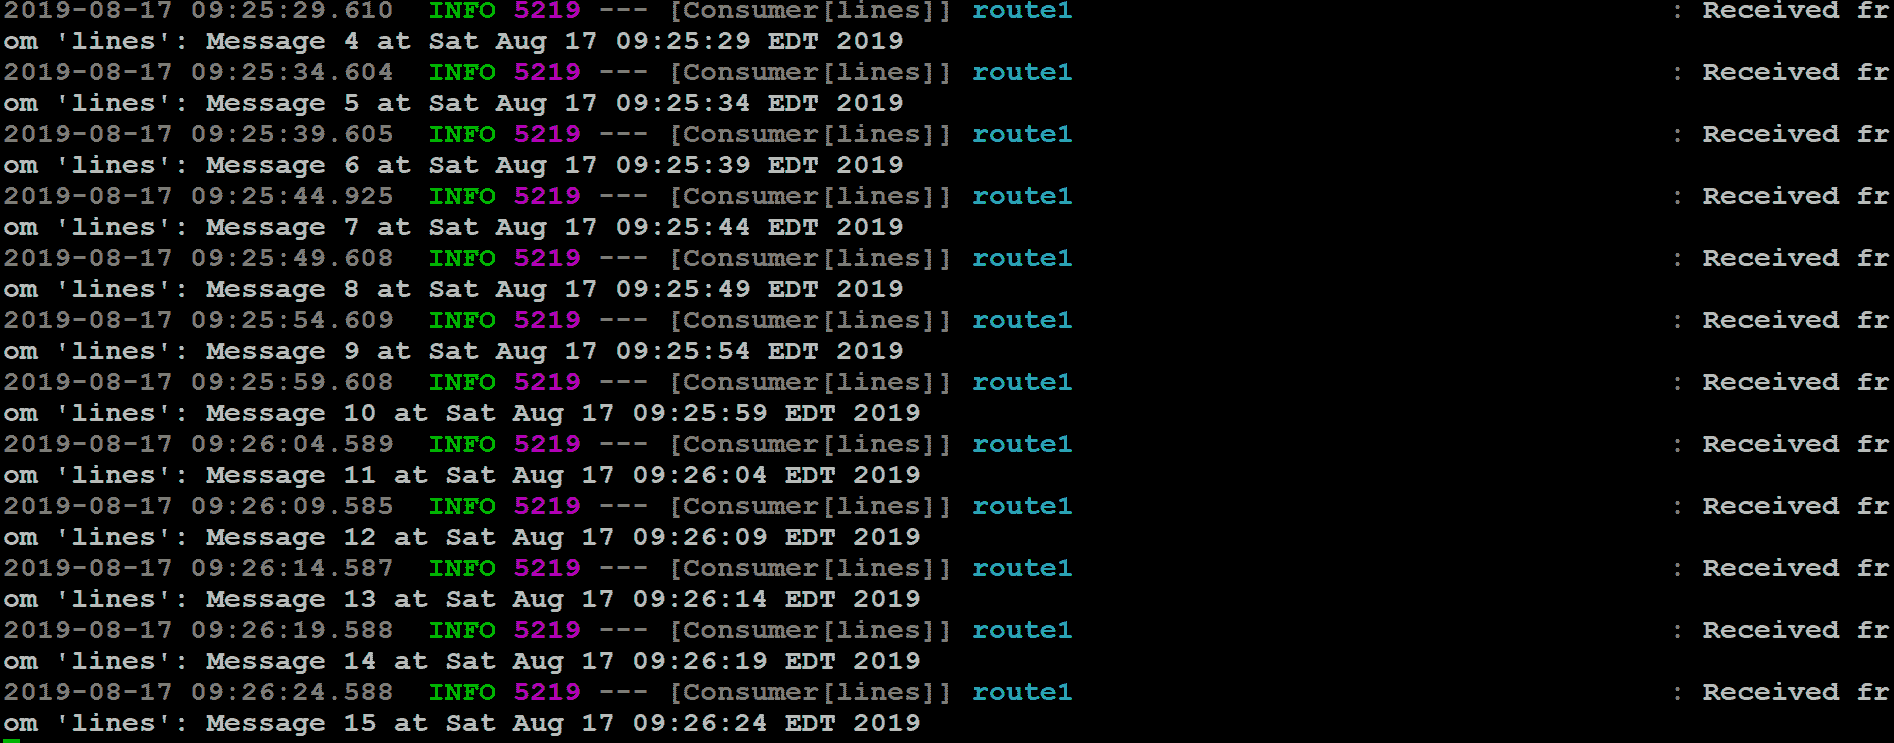 2019-08-17 09:25:29.610  INFO 5219 --- [Consumer[lines]] route1                                   : Received fr
om 'lines': Message 4 at Sat Aug 17 09:25:29 EDT 2019
2019-08-17 09:25:34.604  INFO 5219 --- [Consumer[lines]] route1                                   : Received fr
om 'lines': Message 5 at Sat Aug 17 09:25:34 EDT 2019
2019-08-17 09:25:39.605  INFO 5219 --- [Consumer[lines]] route1                                   : Received fr
om 'lines': Message 6 at Sat Aug 17 09:25:39 EDT 2019
2019-08-17 09:25:44.925  INFO 5219 --- [Consumer[lines]] route1                                   : Received fr
om 'lines': Message 7 at Sat Aug 17 09:25:44 EDT 2019
2019-08-17 09:25:49.608  INFO 5219 --- [Consumer[lines]] route1                                   : Received fr
om 'lines': Message 8 at Sat Aug 17 09:25:49 EDT 2019
2019-08-17 09:25:54.609  INFO 5219 --- [Consumer[lines]] route1                                   : Received fr
om 'lines': Message 9 at Sat Aug 17 09:25:54 EDT 2019
2019-08-17 09:25:59.608  INFO 5219 --- [Consumer[lines]] route1                                   : Received fr
om 'lines': Message 10 at Sat Aug 17 09:25:59 EDT 2019
2019-08-17 09:26:04.589  INFO 5219 --- [Consumer[lines]] route1                                   : Received fr
om 'lines': Message 11 at Sat Aug 17 09:26:04 EDT 2019
2019-08-17 09:26:09.585  INFO 5219 --- [Consumer[lines]] route1                                   : Received fr
om 'lines': Message 12 at Sat Aug 17 09:26:09 EDT 2019
2019-08-17 09:26:14.587  INFO 5219 --- [Consumer[lines]] route1                                   : Received fr
om 'lines': Message 13 at Sat Aug 17 09:26:14 EDT 2019
2019-08-17 09:26:19.588  INFO 5219 --- [Consumer[lines]] route1                                   : Received fr
om 'lines': Message 14 at Sat Aug 17 09:26:19 EDT 2019
2019-08-17 09:26:24.588  INFO 5219 --- [Consumer[lines]] route1                                   : Received fr
om 'lines': Message 15 at Sat Aug 17 09:26:24 EDT 2019